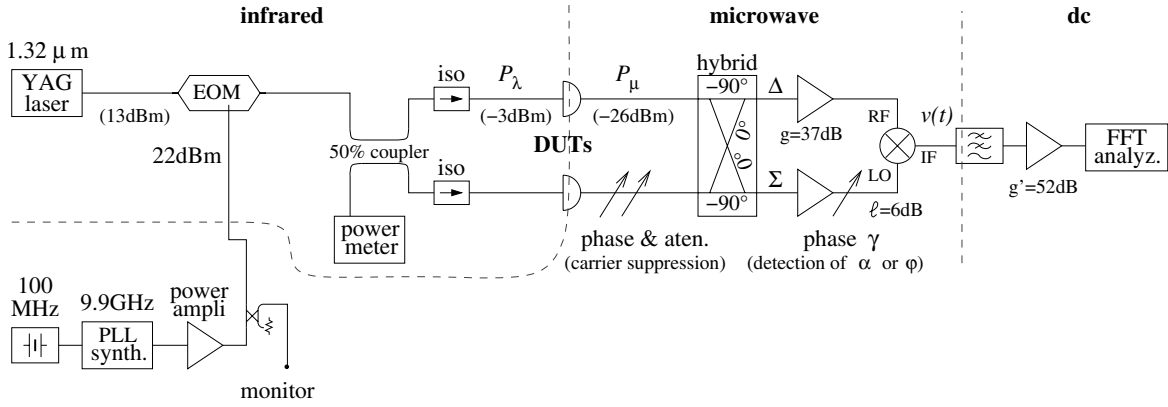 infrared
microwave
dc
1.32 μ m
YAG
laser
(13dBm)
EOM
22dBm
iso
P_λ
(−3dBm)
50% coupler
iso
power
meter
DUTs
P_μ
(−26dBm)
hybrid
−90°
0°
0°
−90°
Δ
g=37dB
Σ
RF
LO
IF
v(t)
ℓ=6dB
g'=52dB
FFT
analyz.
phase & aten.
(carrier suppression)
phase γ
(detection of α or φ)
100
MHz
9.9GHz
PLL
synth.
power
ampli
monitor